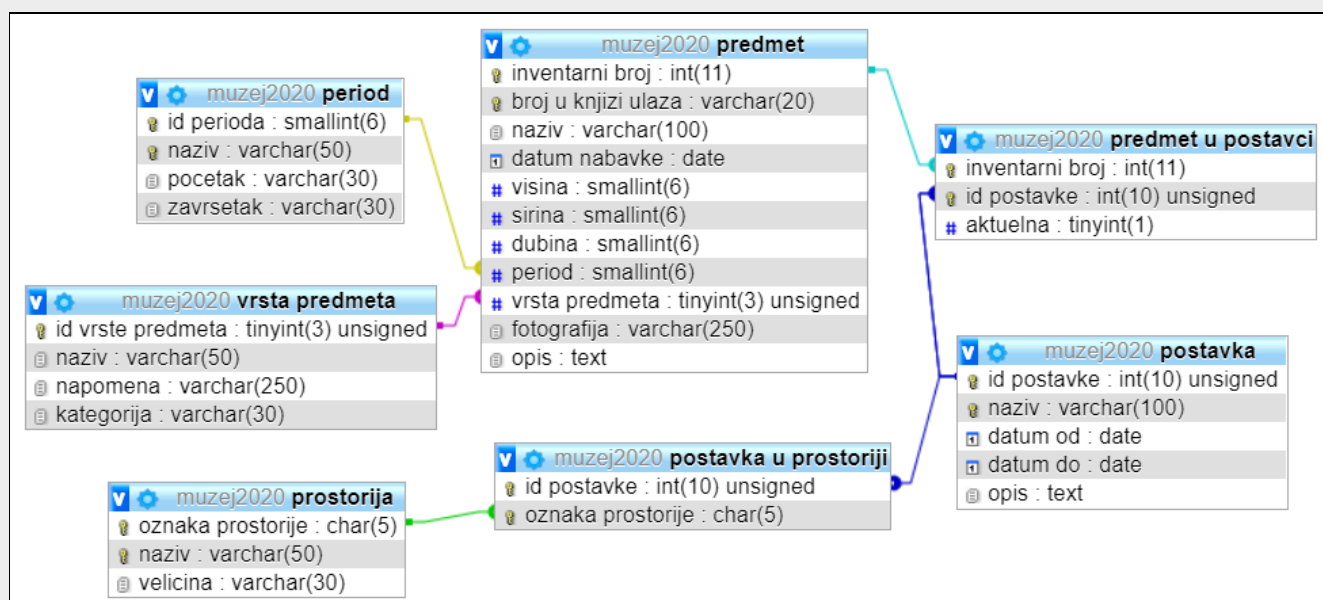 muzej2020 period
id perioda : smallint(6)
naziv : varchar(50)
pocetak : varchar(30)
zavrsetak : varchar(30)
muzej2020 predmet
inventarni broj : int(11)
broj u knjizi ulaza : varchar(20)
naziv : varchar(100)
datum nabavke : date
visina : smallint(6)
sirina : smallint(6)
dubina : smallint(6)
period : smallint(6)
vrsta predmeta : tinyint(3) unsigned
fotografija : varchar(250)
opis : text
muzej2020 predmet u postavci
inventarni broj : int(11)
id postavke : int(10) unsigned
aktuelna : tinyint(1)
muzej2020 vrsta predmeta
id vrste predmeta : tinyint(3) unsigned
naziv : varchar(50)
napomena : varchar(250)
kategorija : varchar(30)
muzej2020 postavka
id postavke : int(10) unsigned
naziv : varchar(100)
datum od : date
datum do : date
opis : text
muzej2020 postavka u prostoriji
id postavke : int(10) unsigned
oznaka prostorije : char(5)
muzej2020 prostorija
oznaka prostorije : char(5)
naziv : varchar(50)
velicina : varchar(30)